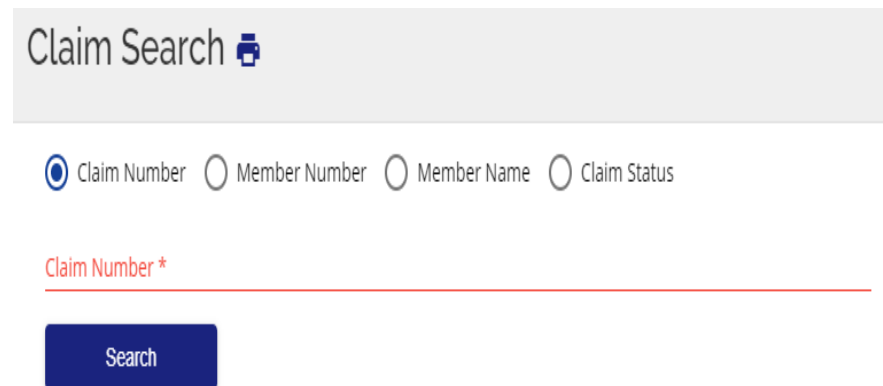 Claim Search
Claim Number Member Number Member Name Claim Status
Claim Number *
Search